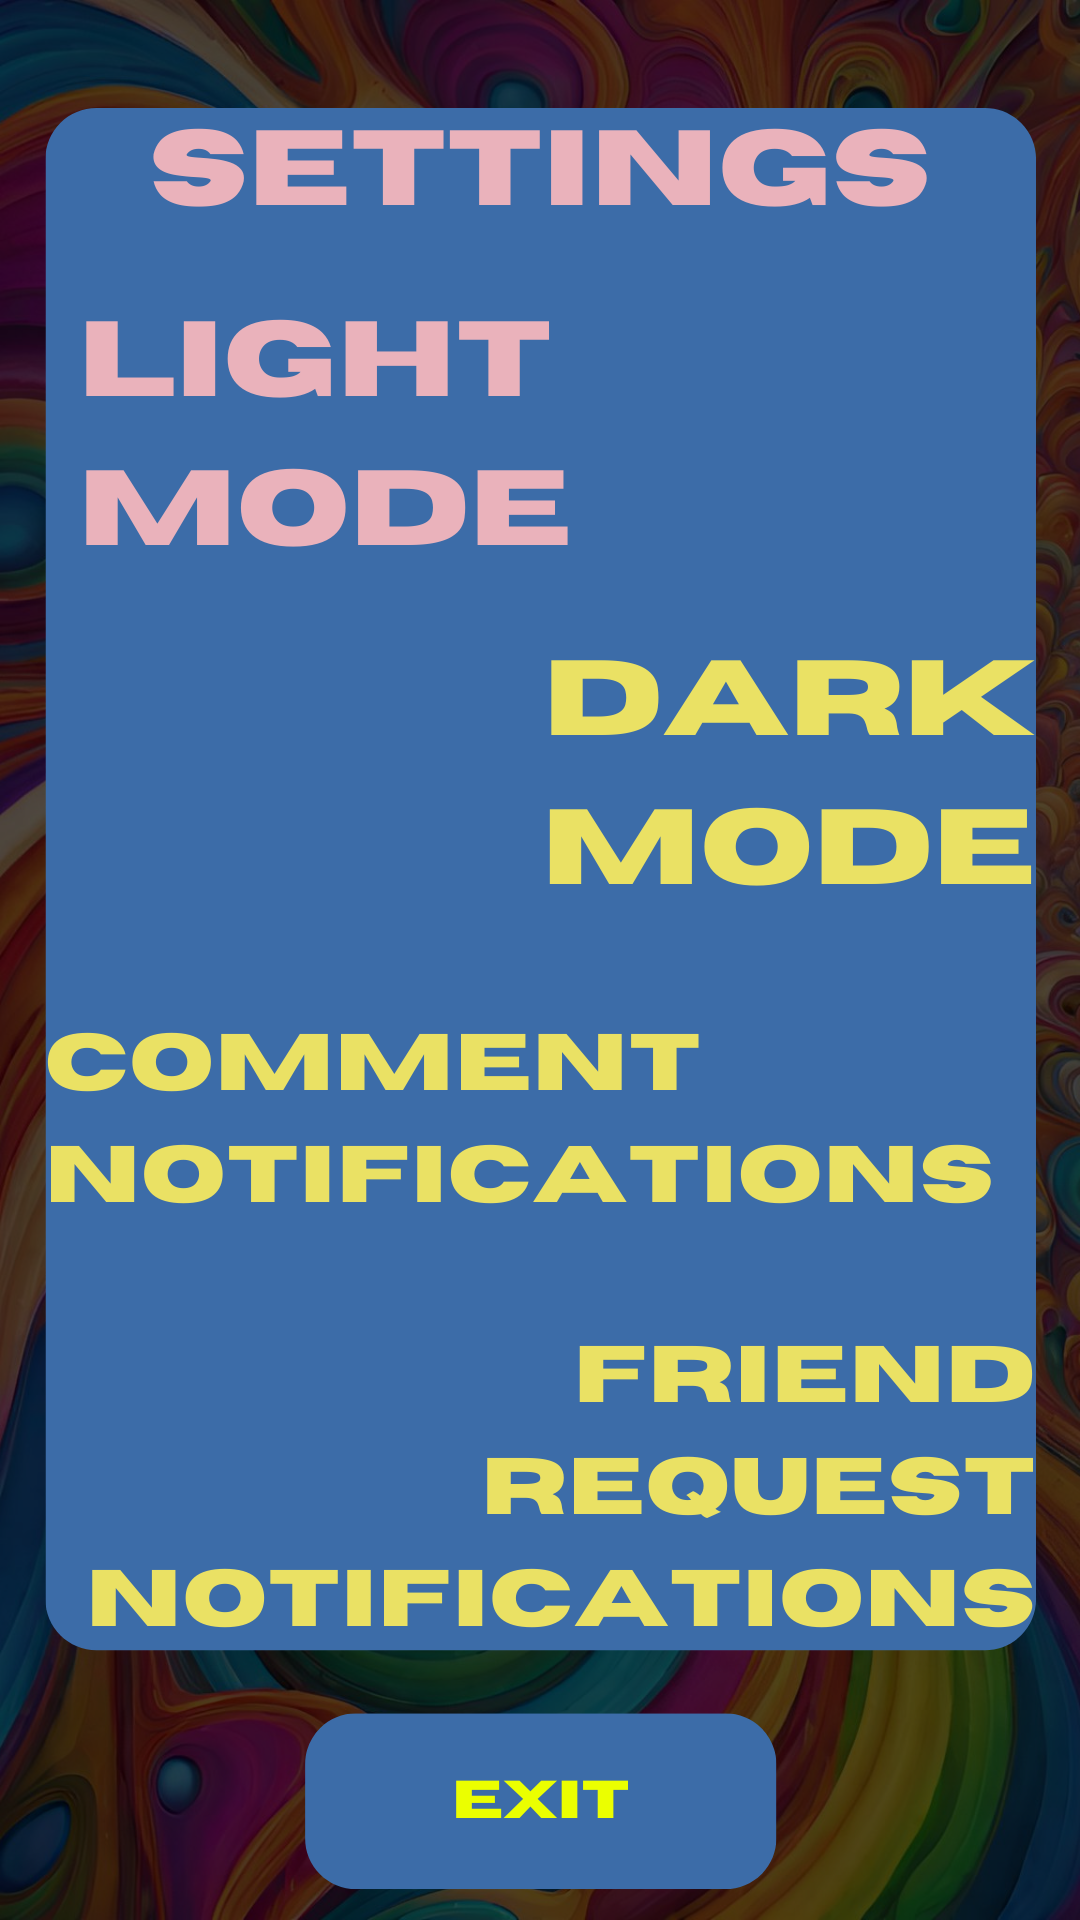 SETTINGS
LIGHT
MODE
DARK
MODE
COMMENT
NOTIFICATIONS
FRIEND
REQUEST
NOTIFICATIONS
EXIT